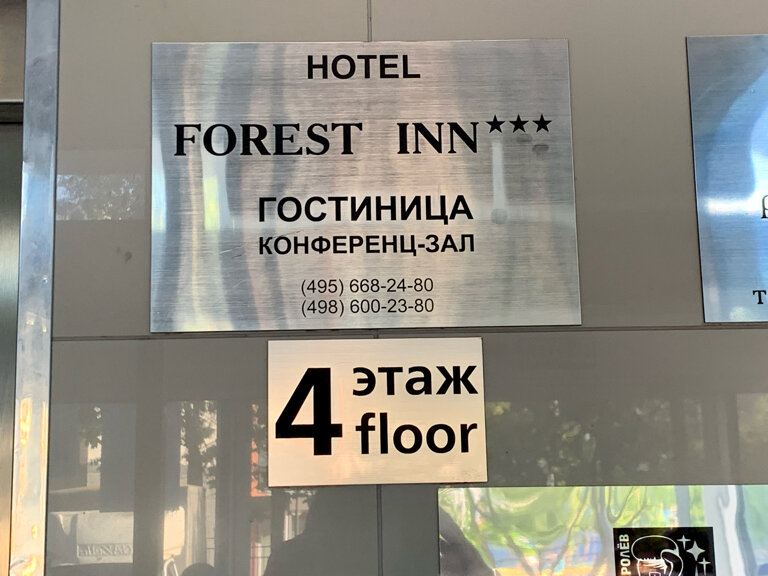 HOTEL
FOREST INN***
ГОСТИНИЦА
КОНФЕРЕНЦ-ЗАЛ
(495) 668-24-80
(498) 600-23-80
4 этаж
floor